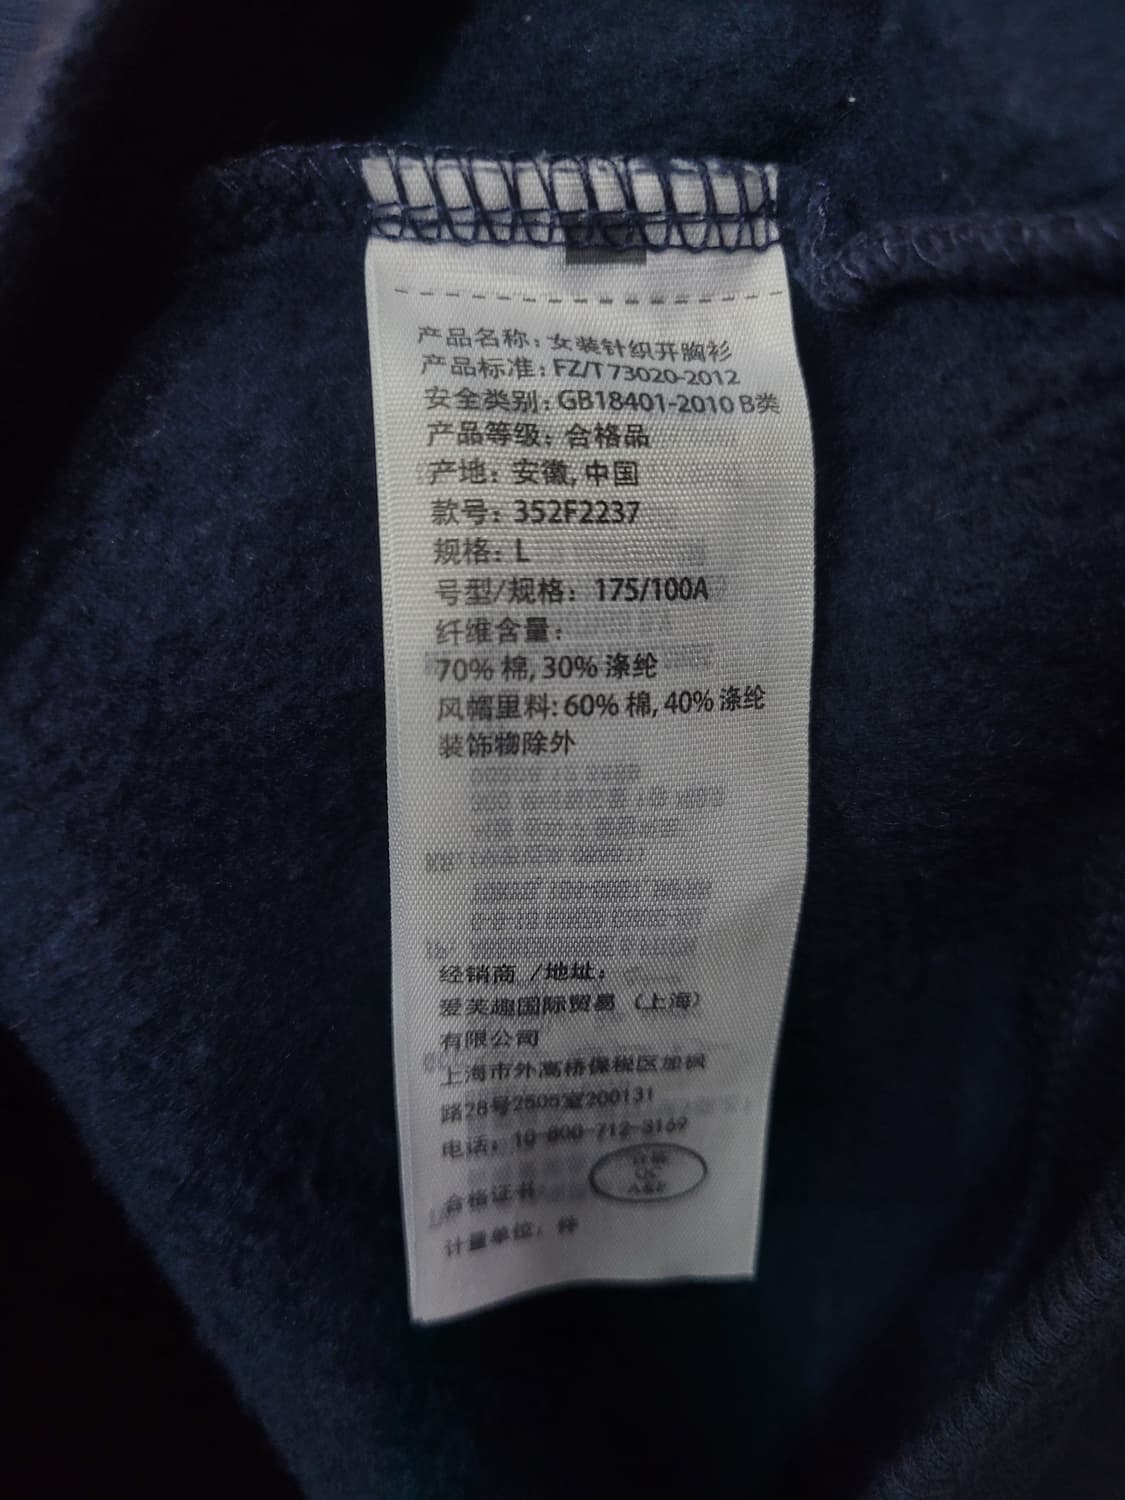 产品名称：女装针织开胸衫
产品标准：FZ/T 73020-2012
安全类别：GB18401-2010 B类
产品等级：合格品
产地：安徽, 中国
款号：352F2237
规格：L
号型/规格：175/100A
纤维含量：
70% 棉, 30% 涤纶
风帽里料: 60% 棉, 40% 涤纶
装饰物除外
经销商 /地址：
爱芙趣国际贸易（上海）
有限公司
上海市外高桥保税区加枫
路28号2505室200131
电话：10-800-712-3169
合格证书：
计量单位：件